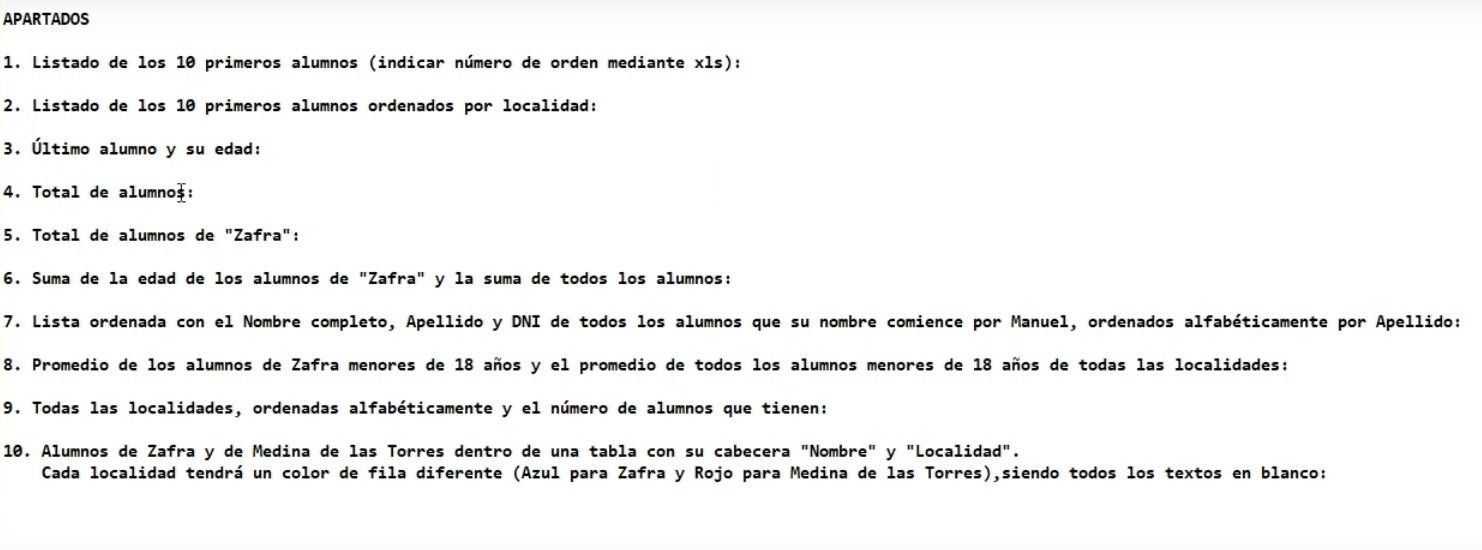 APARTADOS
1. Listado de los 10 primeros alumnos (indicar número de orden mediante xls):
2. Listado de los 10 primeros alumnos ordenados por localidad:
3. Último alumno y su edad:
4. Total de alumnos:
5. Total de alumnos de "Zafra":
6. Suma de la edad de los alumnos de "Zafra" y la suma de todos los alumnos:
7. Lista ordenada con el Nombre completo, Apellido y DNI de todos los alumnos que su nombre comience por Manuel, ordenados alfabéticamente por Apellido:
8. Promedio de los alumnos de Zafra menores de 18 años y el promedio de todos los alumnos menores de 18 años de todas las localidades:
9. Todas las localidades, ordenadas alfabéticamente y el número de alumnos que tienen:
10. Alumnos de Zafra y de Medina de las Torres dentro de una tabla con su cabecera "Nombre" y "Localidad".
Cada localidad tendrá un color de fila diferente (Azul para Zafra y Rojo para Medina de las Torres),siendo todos los textos en blanco: